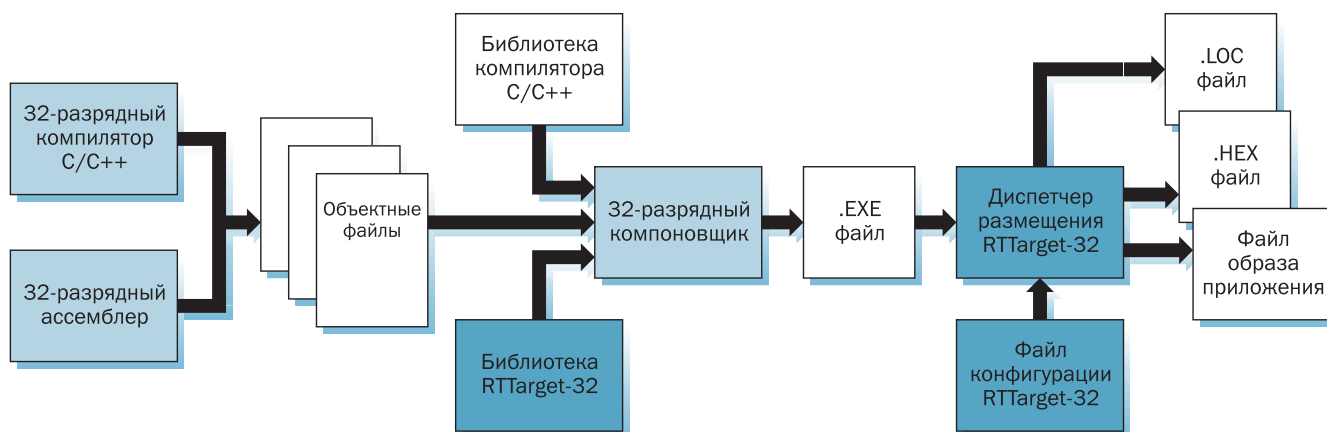 32-разрядный
компилятор
C/C++
32-разрядный
ассемблер
Объектные
файлы
Библиотека
компилятора
C/C++
Библиотека
RTTarget-32
32-разрядный
компоновщик
.EXE
файл
Диспетчер
размещения
RTTarget-32
Файл
конфигурации
RTTarget-32
.LOC
файл
.HEX
файл
Файл
образа
приложения